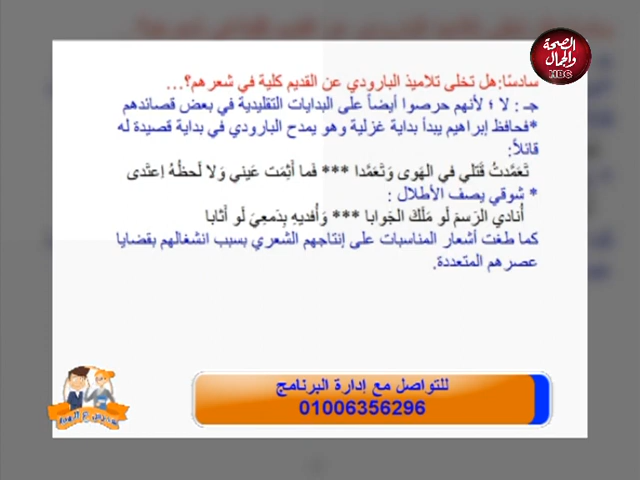 الصحة
والجمال
HBC
سادسًا:هل تخلى تلاميذ البارودي عن القديم كلية في شعرهم؟...
جـ : لا ؛ لأنهم حرصوا أيضاً على البدايات التقليدية في بعض قصائدهم
*فحافظ إبراهيم يبدأ بداية غزلية وهو يمدح البارودي في بداية قصيدة له
قائلاً:
تَعَمَّدتُ قَتلي في الهَوى وَتَعَمَّدا *** فَما أَثِمَت عَيني وَلا لَحظُهُ اِعتَدى
* شوقي يصف الأطلال :
أُنادي الرَسمَ لَو مَلَكَ الجَوابا *** وَأَفديهِ بِدَمعِيَ لَو أَثابا
كما طغت أشعار المناسبات على إنتاجهم الشعري بسبب انشغالهم بقضايا
عصرهم المتعددة.
للتواصل مع إدارة البرنامج
01006356296